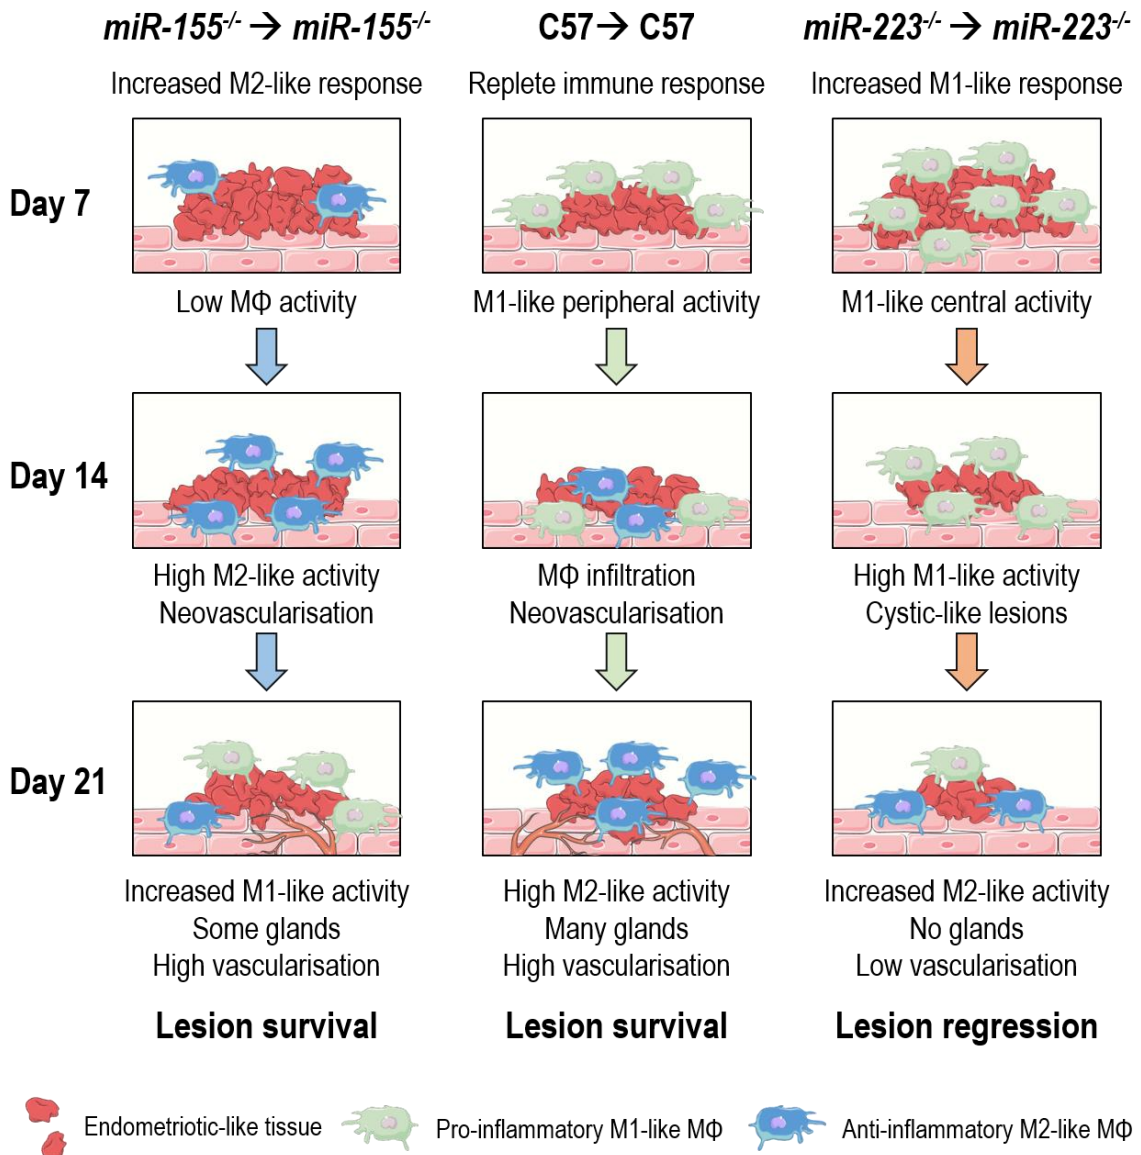 miR-155-/- → miR-155-/-
C57 → C57
miR-223-/- → miR-223-/-
Increased M2-like response
Replete immune response
Increased M1-like response
Day 7
Low MΦ activity
M1-like peripheral activity
M1-like central activity
Day 14
High M2-like activity
Neovascularisation
MΦ infiltration
Neovascularisation
High M1-like activity
Cystic-like lesions
Day 21
Increased M1-like activity
Some glands
High vascularisation
High M2-like activity
Many glands
High vascularisation
Increased M2-like activity
No glands
Low vascularisation
Lesion survival
Lesion survival
Lesion regression
Endometriotic-like tissue
Pro-inflammatory M1-like MΦ
Anti-inflammatory M2-like MΦ